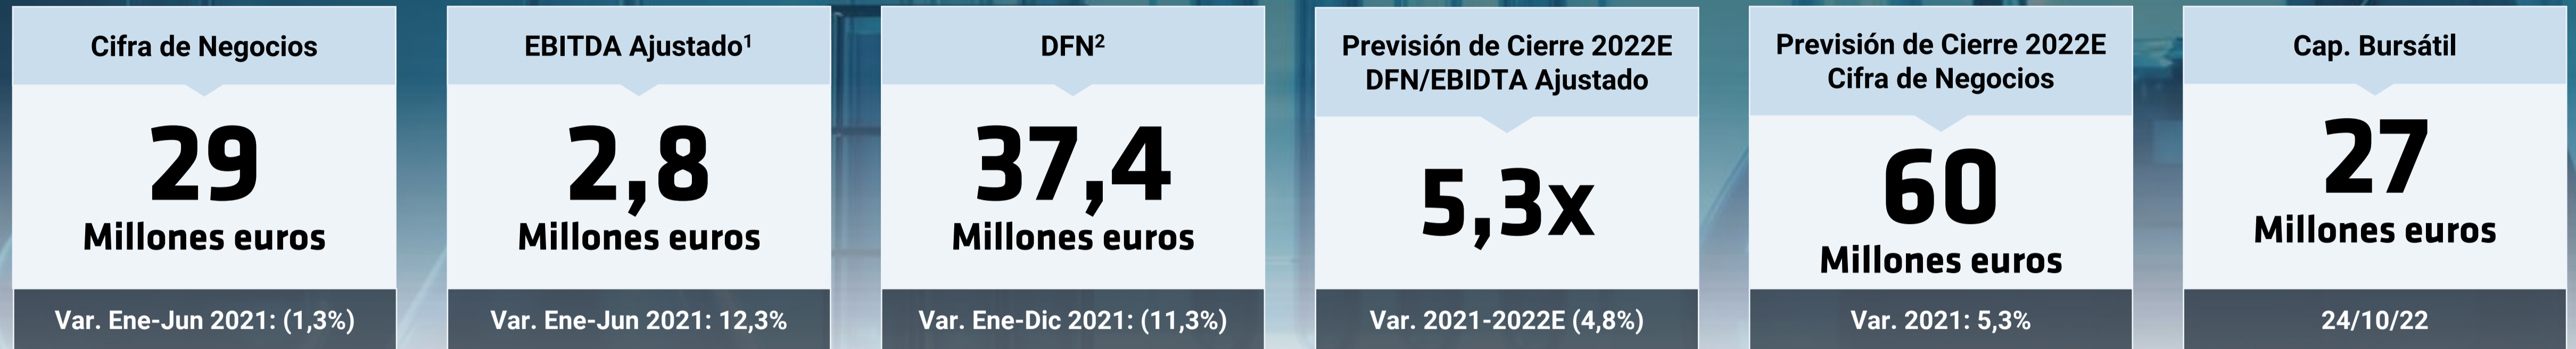 Cifra de Negocios
29
Millones euros
Var. Ene-Jun 2021: (1,3%)
EBITDA Ajustado¹
2,8
Millones euros
Var. Ene-Jun 2021: 12,3%
DFN²
37,4
Millones euros
Var. Ene-Dic 2021: (11,3%)
Previsión de Cierre 2022E
DFN/EBIDTA Ajustado
5,3x
Var. 2021-2022E (4,8%)
Previsión de Cierre 2022E
Cifra de Negocios
60
Millones euros
Var. 2021: 5,3%
Cap. Bursátil
27
Millones euros
24/10/22